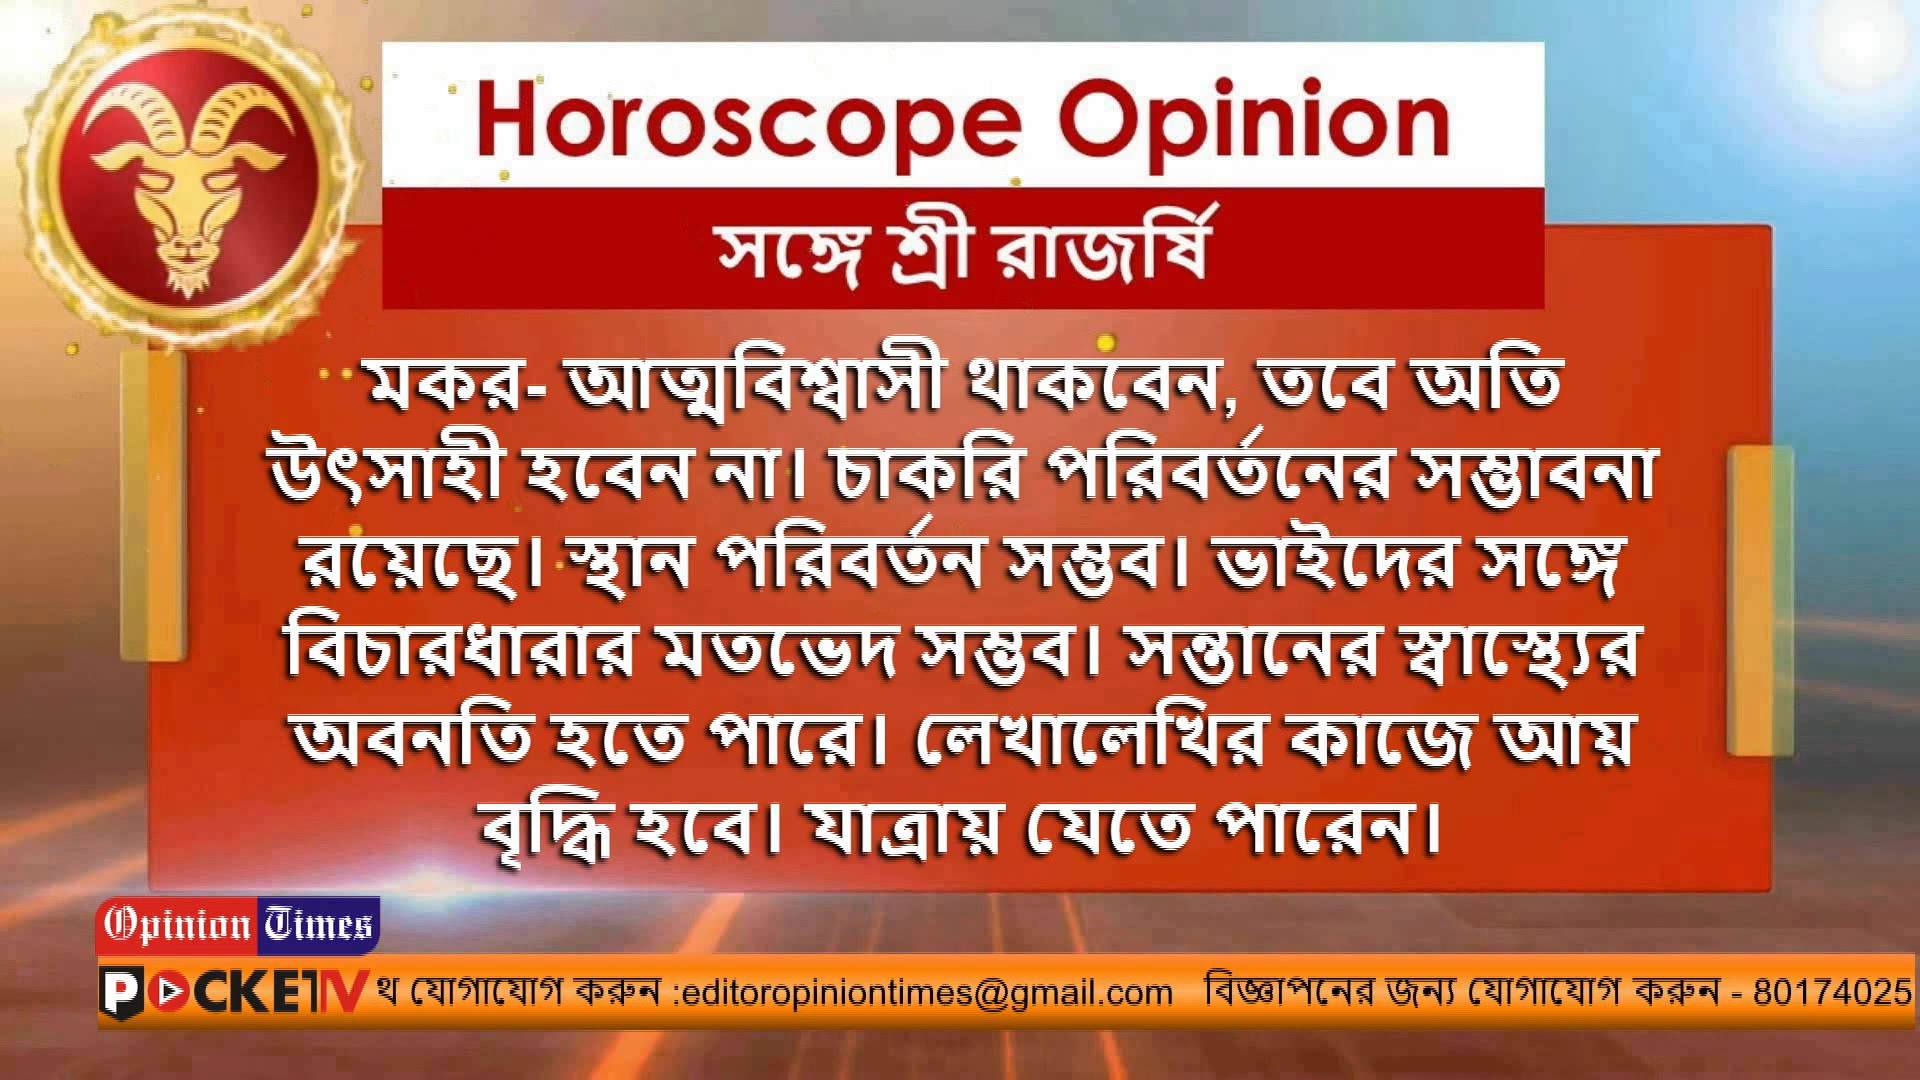 Horoscope Opinion
সঙ্গে শ্রী রাজর্ষি
মকর- আত্মবিশ্বাসী থাকবেন, তবে অতি
উৎসাহী হবেন না। চাকরি পরিবর্তনের সম্ভাবনা
রয়েছে। স্থান পরিবর্তন সম্ভব। ভাইদের সঙ্গে
বিচারধারার মতভেদ সম্ভব। সন্তানের স্বাস্থ্যের
অবনতি হতে পারে। লেখালেখির কাজে আয়
বৃদ্ধি হবে। যাত্রায় যেতে পারেন।
Opinion Times
POCKET TV থ যোগাযোগ করুন :editoropiniontimes@gmail.com বিজ্ঞাপনের জন্য যোগাযোগ করুন - 80174025